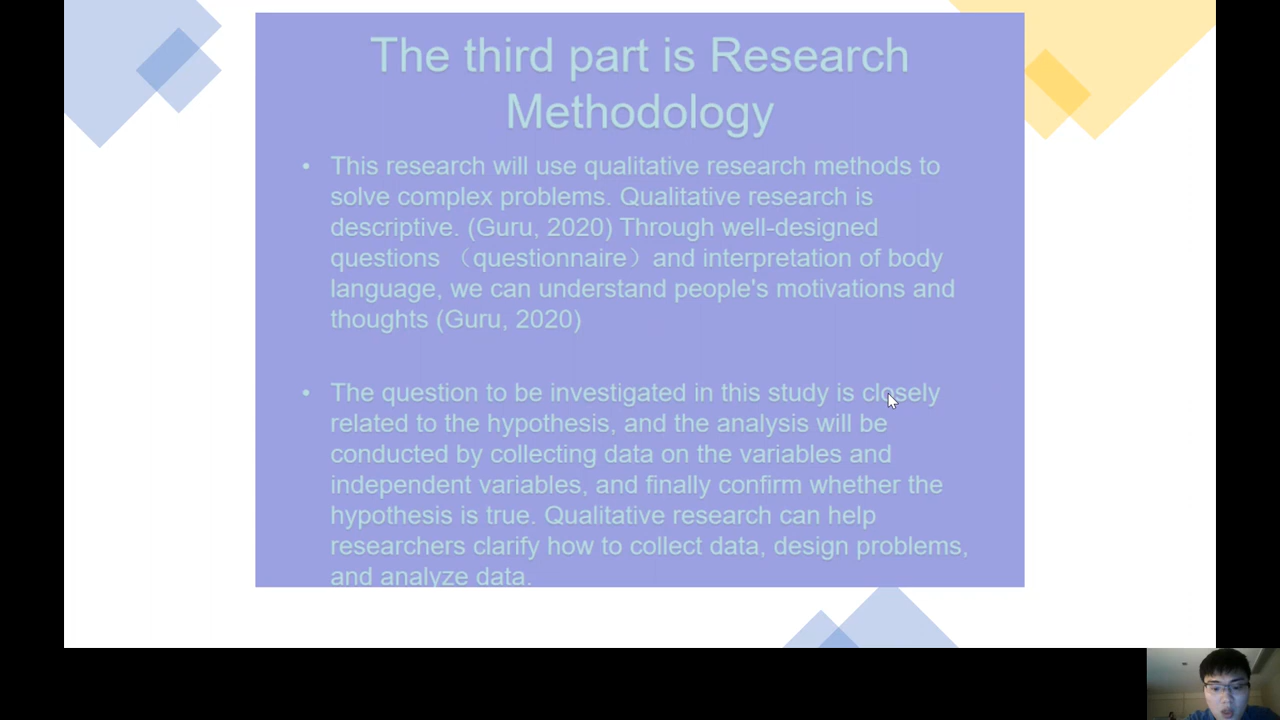 The third part is Research
Methodology
• This research will use qualitative research methods to
solve complex problems. Qualitative research is
descriptive. (Guru, 2020) Through well-designed
questions （questionnaire）and interpretation of body
language, we can understand people's motivations and
thoughts (Guru, 2020)
• The question to be investigated in this study is closely
related to the hypothesis, and the analysis will be
conducted by collecting data on the variables and
independent variables, and finally confirm whether the
hypothesis is true. Qualitative research can help
researchers clarify how to collect data, design problems,
and analyze data.